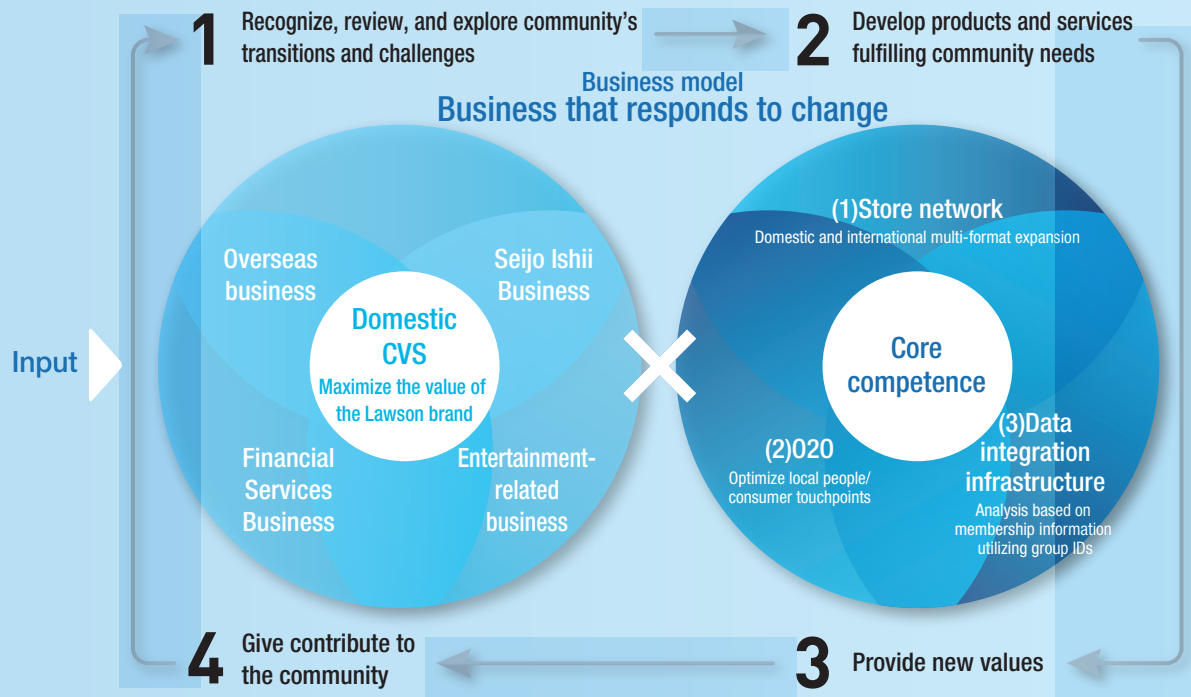 1
Recognize, review, and explore community's
transitions and challenges
2
Develop products and services
fulfilling community needs
Business model
Business that responds to change
Input
Overseas
business
Seijo Ishii
Business
Domestic
CVS
Maximize the value of
the Lawson brand
Financial
Services
Business
Entertainment-
related
business
(1)Store network
Domestic and international multi-format expansion
Core
competence
(2)O2O
Optimize local people/
consumer touchpoints
(3)Data
integration
infrastructure
Analysis based on
membership information
utilizing group IDs
4
Give contribute to
the community
3
Provide new values